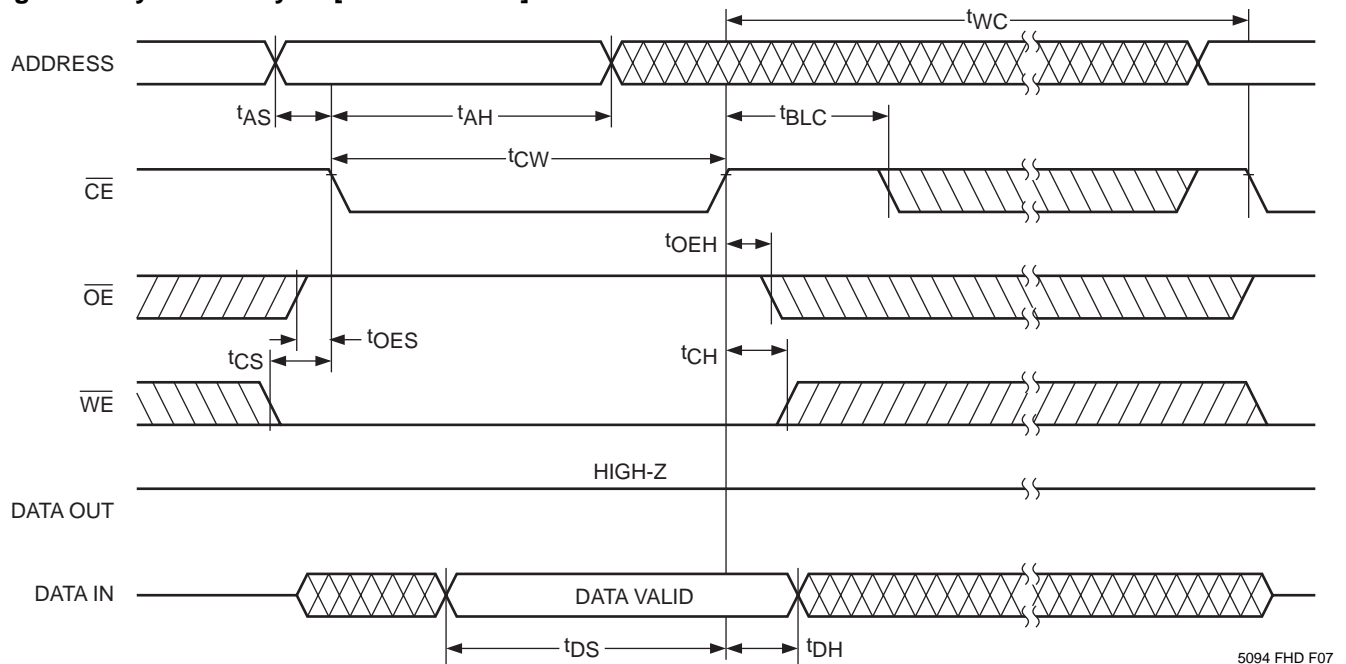 tWC
ADDRESS
tAS
tAH
tBLC
tCW
CE
tOEH
OE
tOES
tCS
tCH
WE
HIGH-Z
DATA OUT
DATA IN
DATA VALID
tDS
tDH
5094 FHD F07